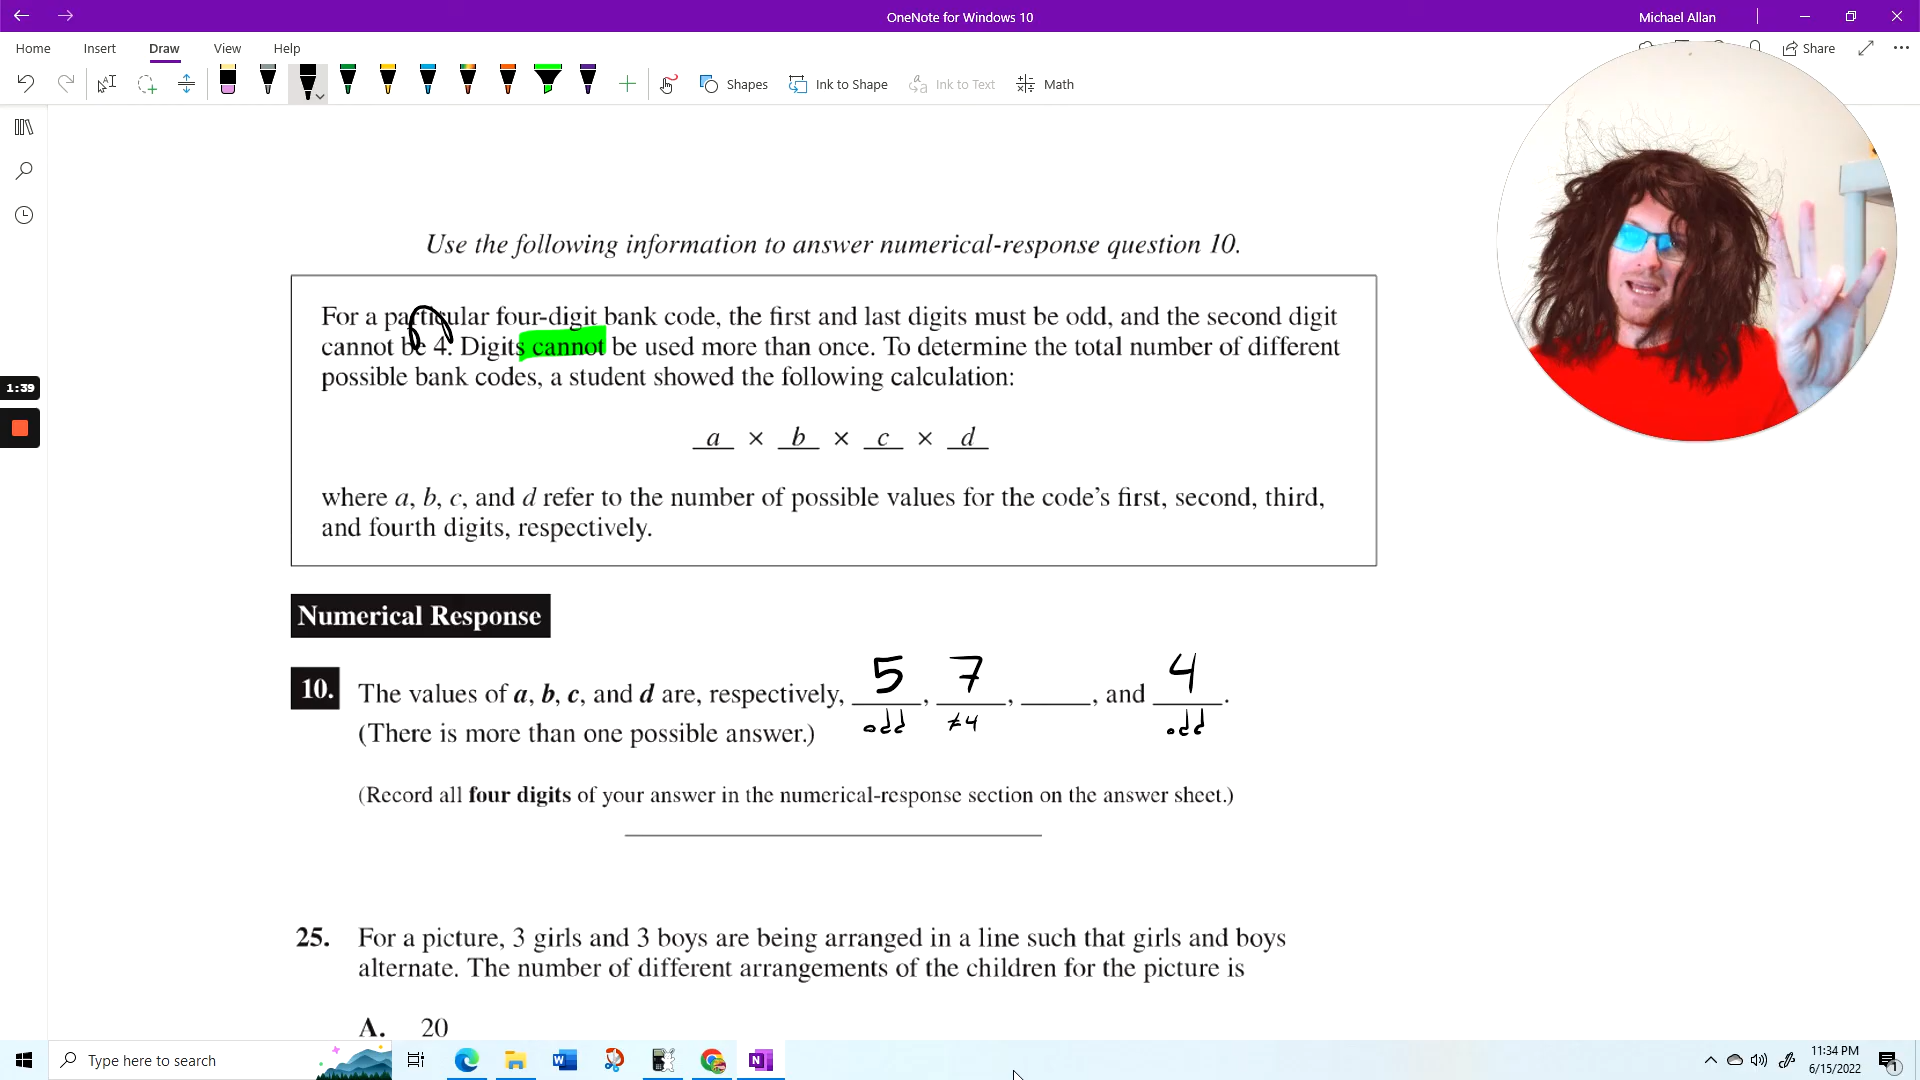 OneNote for Windows 10
Michael Allan
Home Insert Draw View Help
Share
Shapes Ink to Shape Ink to Text Math
Use the following information to answer numerical-response question 10.
For a particular four-digit bank code, the first and last digits must be odd, and the second digit
cannot be 4. Digits cannot be used more than once. To determine the total number of different
possible bank codes, a student showed the following calculation:
a × b × c × d
where a, b, c, and d refer to the number of possible values for the code's first, second, third,
and fourth digits, respectively.
1:39
Numerical Response
5 7 4
10. The values of a, b, c, and d are, respectively, ____, ____, ____, and ____.
odd ≠4 odd
(There is more than one possible answer.)
(Record all four digits of your answer in the numerical-response section on the answer sheet.)
25. For a picture, 3 girls and 3 boys are being arranged in a line such that girls and boys
alternate. The number of different arrangements of the children for the picture is
A. 20
Type here to search
11:34 PM
6/15/2022
1